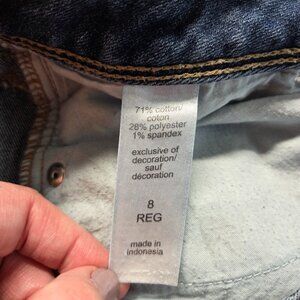 71% cotton/
coton
28% polyester
1% spandex
exclusive of
decoration/
sauf
décoration
8
REG
made in
indonesia